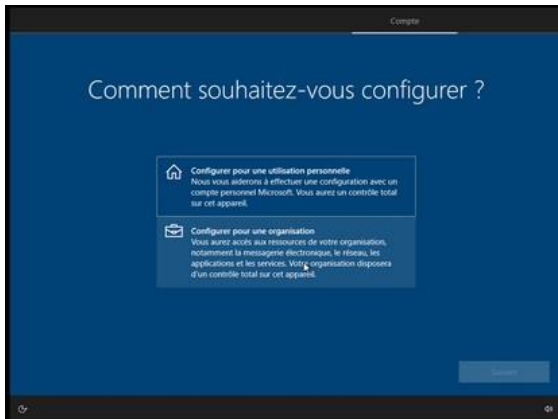 Compte
Comment souhaitez-vous configurer ?
Configurer pour une utilisation personnelle
Nous vous aiderons à effectuer une configuration avec un
compte personnel Microsoft. Vous aurez un contrôle total
sur cet appareil.
Configurer pour une organisation
Vous aurez accès aux ressources de votre organisation,
notamment la messagerie électronique, le réseau, les
applications et les services. Votre organisation disposera
d'un contrôle total sur cet appareil.
Suivant